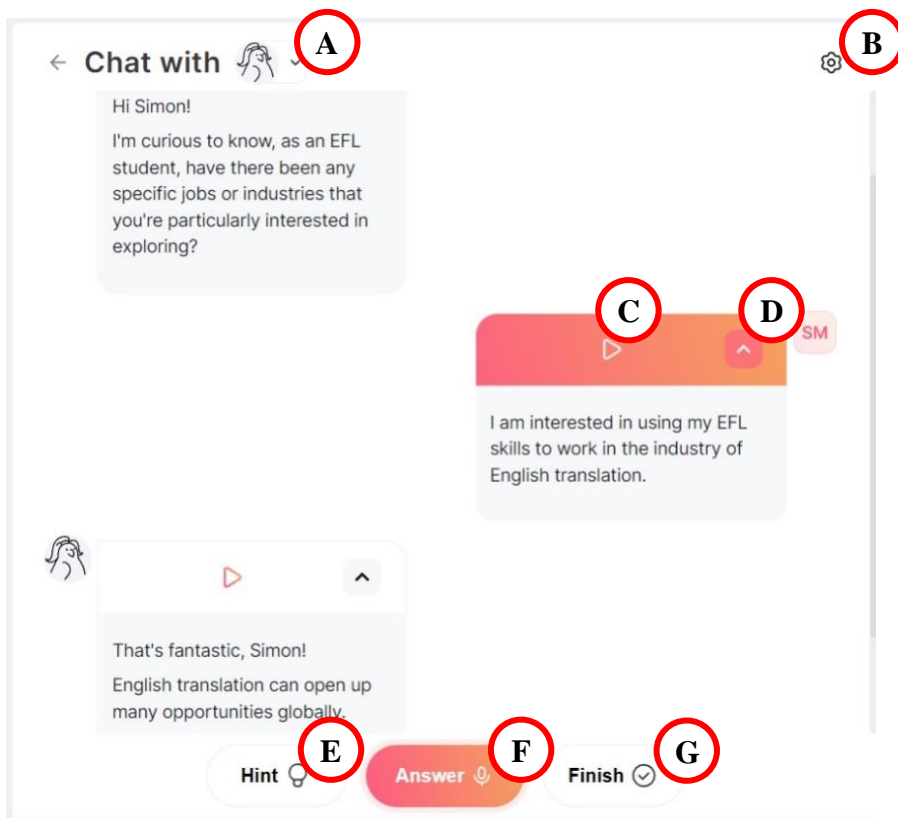 A
B
Chat with
Hi Simon!
I'm curious to know, as an EFL
student, have there been any
specific jobs or industries that
you're particularly interested in
exploring?
C
D
SM
I am interested in using my EFL
skills to work in the industry of
English translation.
That's fantastic, Simon!
English translation can open up
many opportunities globally.
E
F
G
Hint
Answer
Finish